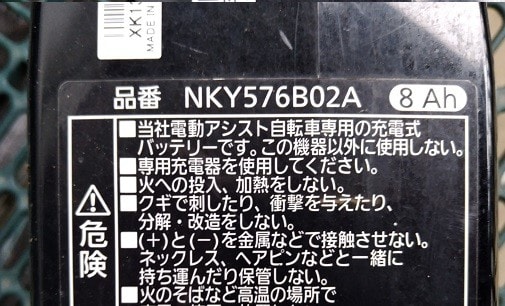 XK1
MADE IN
品番 NKY576B02A 8 Ah
危険
■当社電動アシスト自転車専用の充電式
バッテリーです。この機器以外に使用しない。
■専用充電器を使用してください。
■火への投入、加熱をしない。
■クギで刺したり、衝撃を与えたり、
分解・改造をしない。
■(+)と(−)を金属などで接触させない。
ネックレス、ヘアピンなどと一緒に
持ち運んだり保管しない。
■火のそばなど高温の場所で